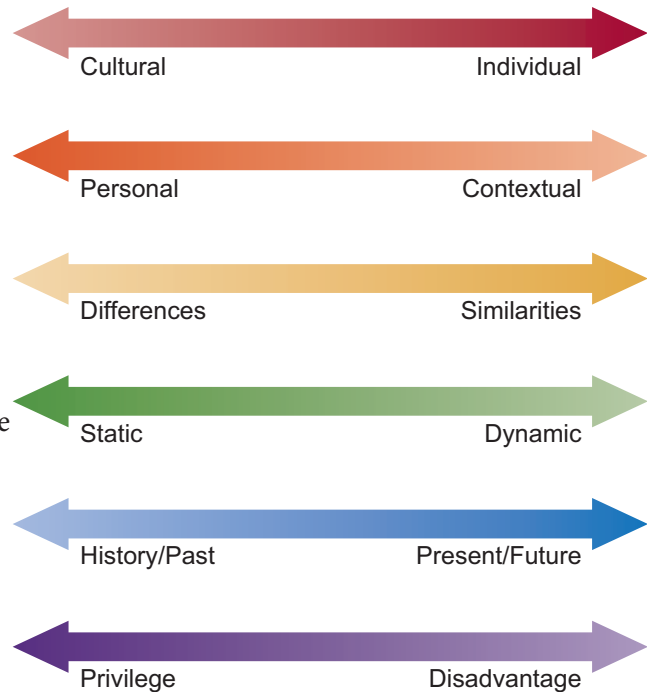 Cultural Individual
Personal Contextual
Differences Similarities
e
Static Dynamic
History/Past Present/Future
Privilege Disadvantage